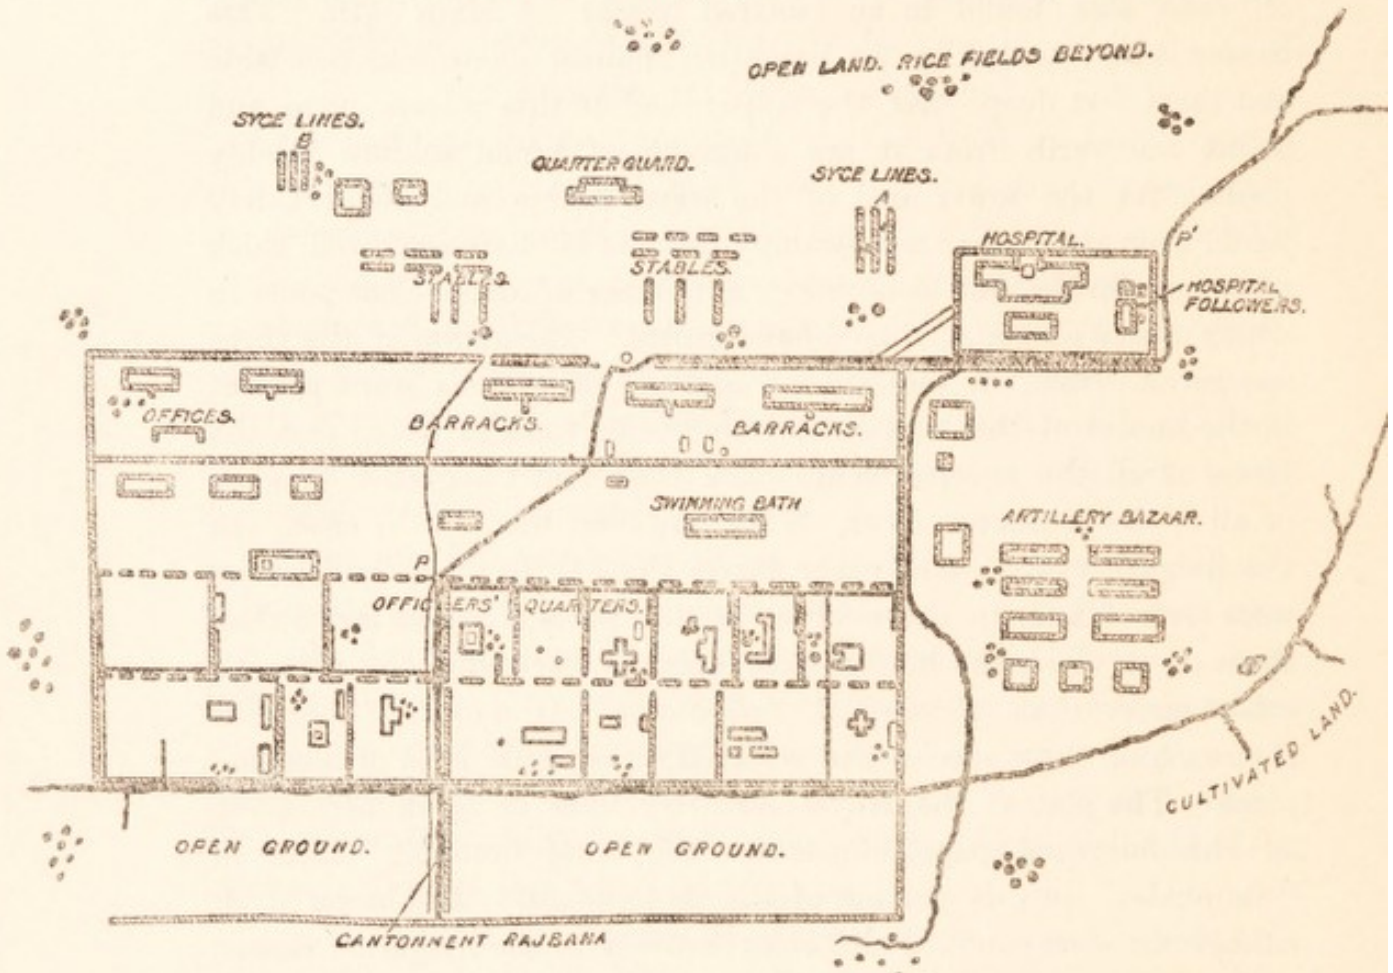 OPEN LAND. RICE FIELDS BEYOND.
SYCE LINES.
B
QUARTER GUARD.
SYCE LINES.
A
HOSPITAL.
P'
STABLES.
STABLES.
HOSPITAL
FOLLOWERS.
OFFICES.
BARRACKS.
BARRACKS.
SWIMMING BATH
ARTILLERY BAZAAR.
P
OFFICERS' QUARTERS.
CULTIVATED LAND.
OPEN GROUND.
OPEN GROUND.
CANTONMENT RAJBAHA